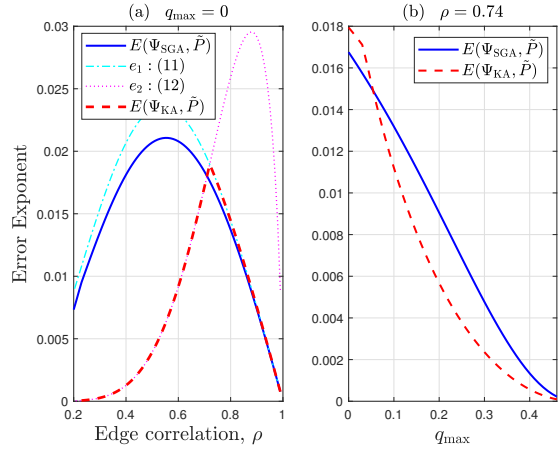 (a) q_max = 0
(b) ρ = 0.74
E(Ψ_SGA, P̃)
e₁ : (11)
e₂ : (12)
E(Ψ_KA, P̃)
E(Ψ_SGA, P̃)
E(Ψ_KA, P̃)
Error Exponent
0.03
0.025
0.02
0.015
0.01
0.005
0
0.2 0.4 0.6 0.8 1
Edge correlation, ρ
0.018
0.016
0.014
0.012
0.01
0.008
0.006
0.004
0.002
0
0 0.1 0.2 0.3 0.4
q_max